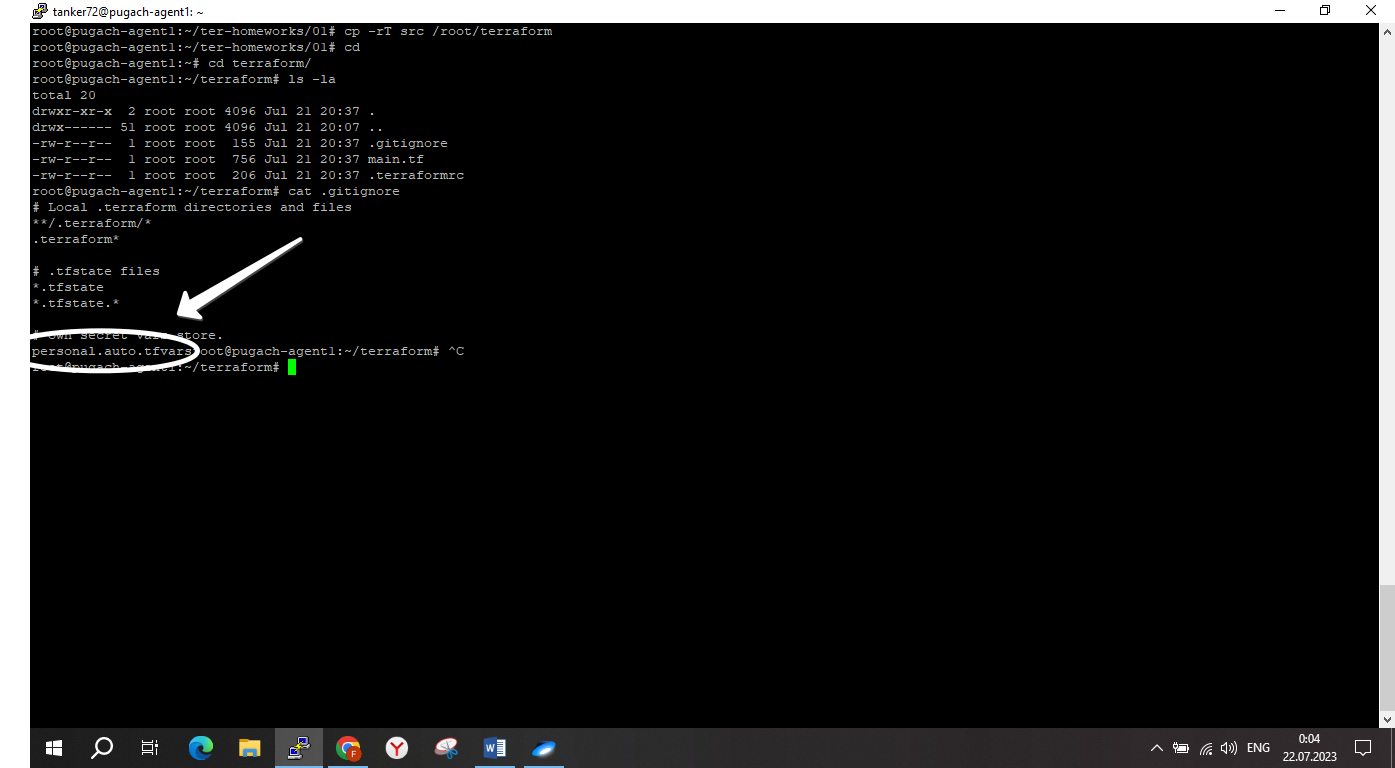 tanker72@pugach-agent1: ~
root@pugach-agent1:~/ter-homeworks/01# cp -rT src /root/terraform
root@pugach-agent1:~/ter-homeworks/01# cd
root@pugach-agent1:~# cd terraform/
root@pugach-agent1:~/terraform# ls -la
total 20
drwxr-xr-x  2 root root 4096 Jul 21 20:37 .
drwx------ 51 root root 4096 Jul 21 20:07 ..
-rw-r--r--  1 root root  155 Jul 21 20:37 .gitignore
-rw-r--r--  1 root root  756 Jul 21 20:37 main.tf
-rw-r--r--  1 root root  206 Jul 21 20:37 .terraformrc
root@pugach-agent1:~/terraform# cat .gitignore
# Local .terraform directories and files
**/.terraform/*
.terraform*
# .tfstate files
*.tfstate
*.tfstate.*
# own secret vars store.
personal.auto.tfvarsroot@pugach-agent1:~/terraform# ^C
root@pugach-agent1:~/terraform#
ENG
0:04
22.07.2023